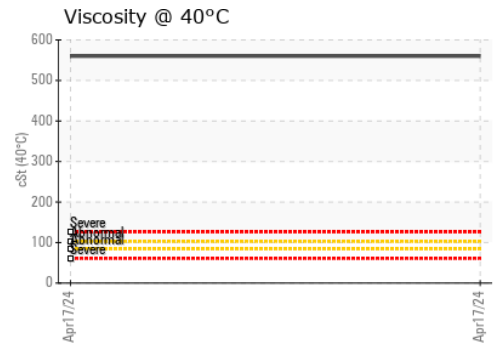 Viscosity @ 40°C
600
500
400
300
200
100
0
cSt (40°C)
Severe
Abnormal
Abnormal
Severe
Apr17/24
Apr17/24